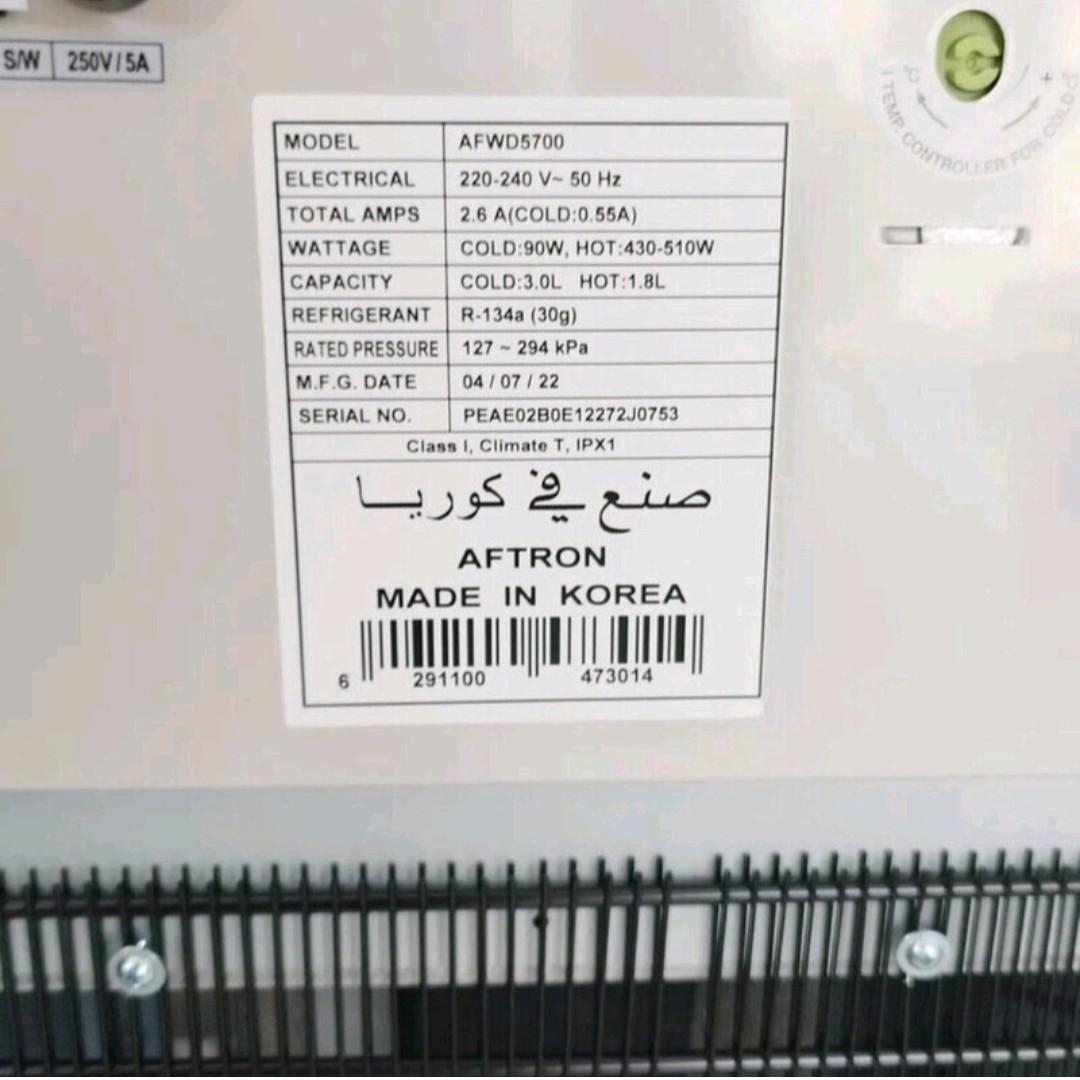 S/W 250V/5A
I TEMP. CONTROLLER FOR COLD
MODEL AFWD5700
ELECTRICAL 220-240 V~ 50 Hz
TOTAL AMPS 2.6 A(COLD:0.55A)
WATTAGE COLD:90W, HOT:430-510W
CAPACITY COLD:3.0L HOT:1.8L
REFRIGERANT R-134a (30g)
RATED PRESSURE 127 ~ 294 kPa
M.F.G. DATE 04 / 07 / 22
SERIAL NO. PEAE02B0E12272J0753
Class I, Climate T, IPX1
صنع في كوريا
AFTRON
MADE IN KOREA
6 291100 473014